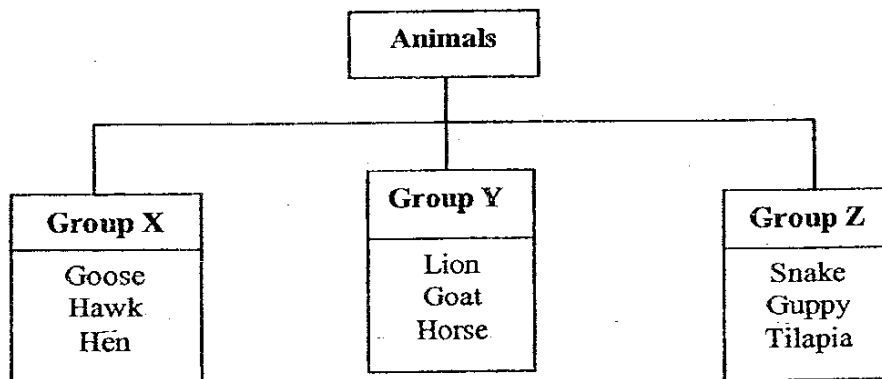 Animals
Group X
Goose
Hawk
Hen
Group Y
Lion
Goat
Horse
Group Z
Snake
Guppy
Tilapia